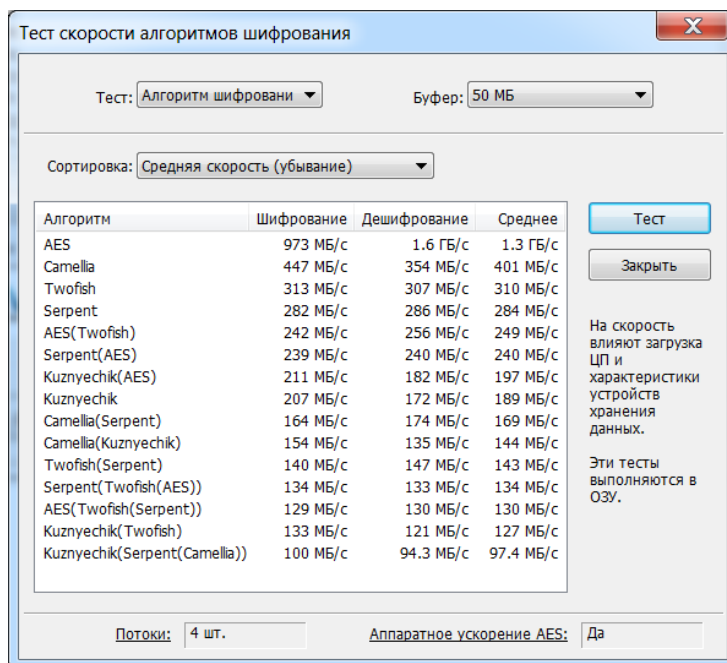 Тест скорости алгоритмов шифрования
Тест: Алгоритм шифровани Буфер: 50 МБ
Сортировка: Средняя скорость (убывание)
Алгоритм Шифрование Дешифрование Среднее
AES 973 МБ/с 1.6 ГБ/с 1.3 ГБ/с
Camellia 447 МБ/с 354 МБ/с 401 МБ/с
Twofish 313 МБ/с 307 МБ/с 310 МБ/с
Serpent 282 МБ/с 286 МБ/с 284 МБ/с
AES(Twofish) 242 МБ/с 256 МБ/с 249 МБ/с
Serpent(AES) 239 МБ/с 240 МБ/с 240 МБ/с
Kuznyechik(AES) 211 МБ/с 182 МБ/с 197 МБ/с
Kuznyechik 207 МБ/с 172 МБ/с 189 МБ/с
Camellia(Serpent) 164 МБ/с 174 МБ/с 169 МБ/с
Camellia(Kuznyechik) 154 МБ/с 135 МБ/с 144 МБ/с
Twofish(Serpent) 140 МБ/с 147 МБ/с 143 МБ/с
Serpent(Twofish(AES)) 134 МБ/с 133 МБ/с 134 МБ/с
AES(Twofish(Serpent)) 129 МБ/с 130 МБ/с 130 МБ/с
Kuznyechik(Twofish) 133 МБ/с 121 МБ/с 127 МБ/с
Kuznyechik(Serpent(Camellia)) 100 МБ/с 94.3 МБ/с 97.4 МБ/с
Тест
Закрыть
На скорость
влияют загрузка
ЦП и
характеристики
устройств
хранения
данных.
Эти тесты
выполняются в
ОЗУ.
Потоки: 4 шт. Аппаратное ускорение AES: Да